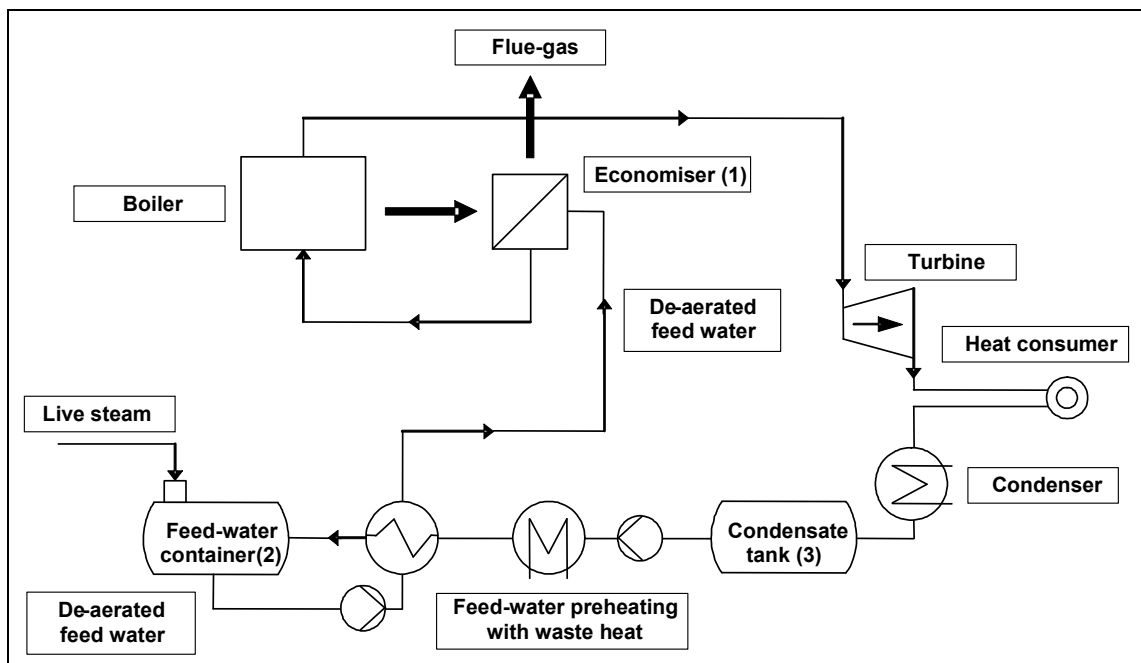 Flue-gas
Economiser (1)
Boiler
Turbine
De-aerated
feed water
Heat consumer
Live steam
Condenser
Feed-water
container(2)
Condensate
tank (3)
De-aerated
feed water
Feed-water preheating
with waste heat